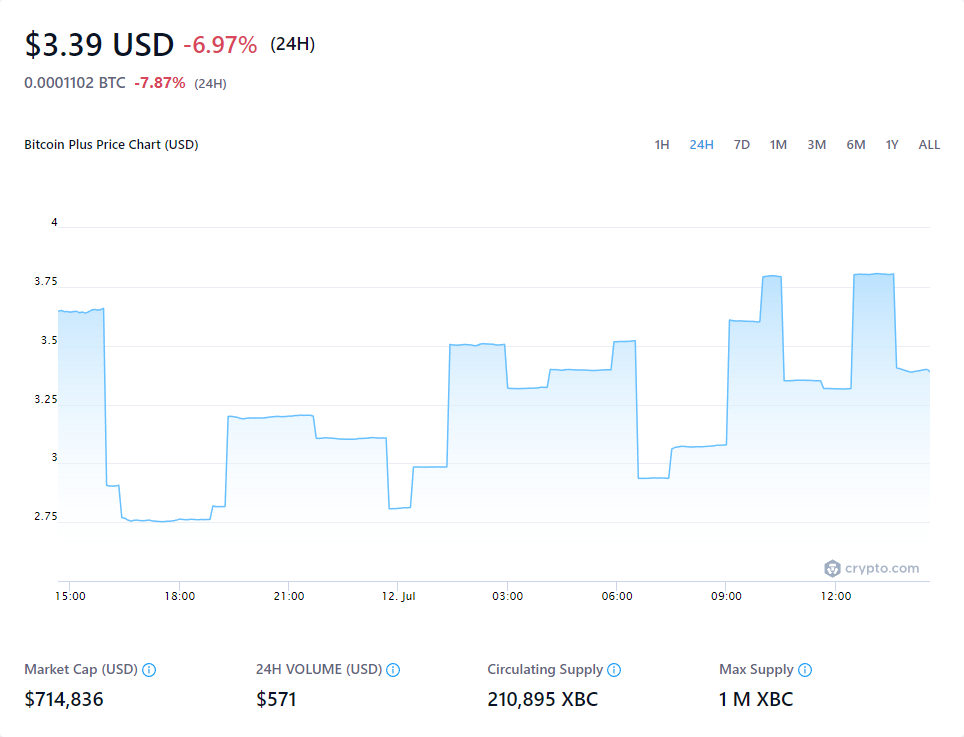 $3.39 USD -6.97% (24H)
0.0001102 BTC -7.87% (24H)
Bitcoin Plus Price Chart (USD) 1H 24H 7D 1M 3M 6M 1Y ALL
4
3.75
3.5
3.25
3
2.75
crypto.com
15:00 18:00 21:00 12. Jul 03:00 06:00 09:00 12:00
Market Cap (USD) 24H VOLUME (USD) Circulating Supply Max Supply
$714,836 $571 210,895 XBC 1 M XBC